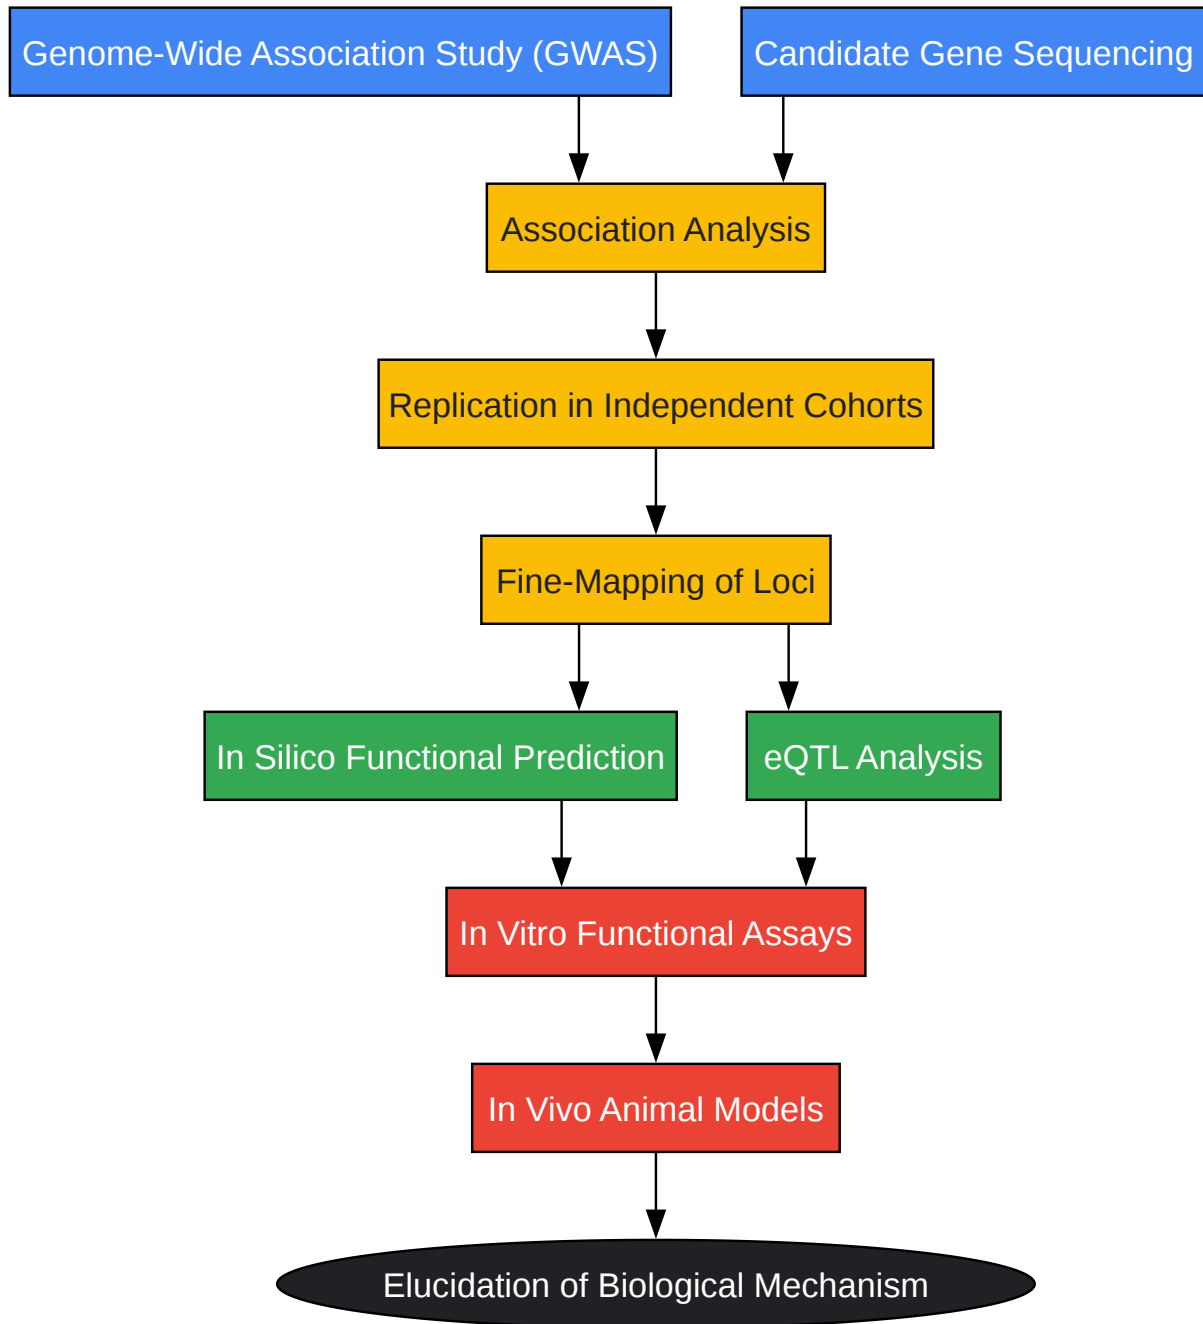 Genome-Wide Association Study (GWAS)
Candidate Gene Sequencing
Association Analysis
Replication in Independent Cohorts
Fine-Mapping of Loci
In Silico Functional Prediction
eQTL Analysis
In Vitro Functional Assays
In Vivo Animal Models
Elucidation of Biological Mechanism